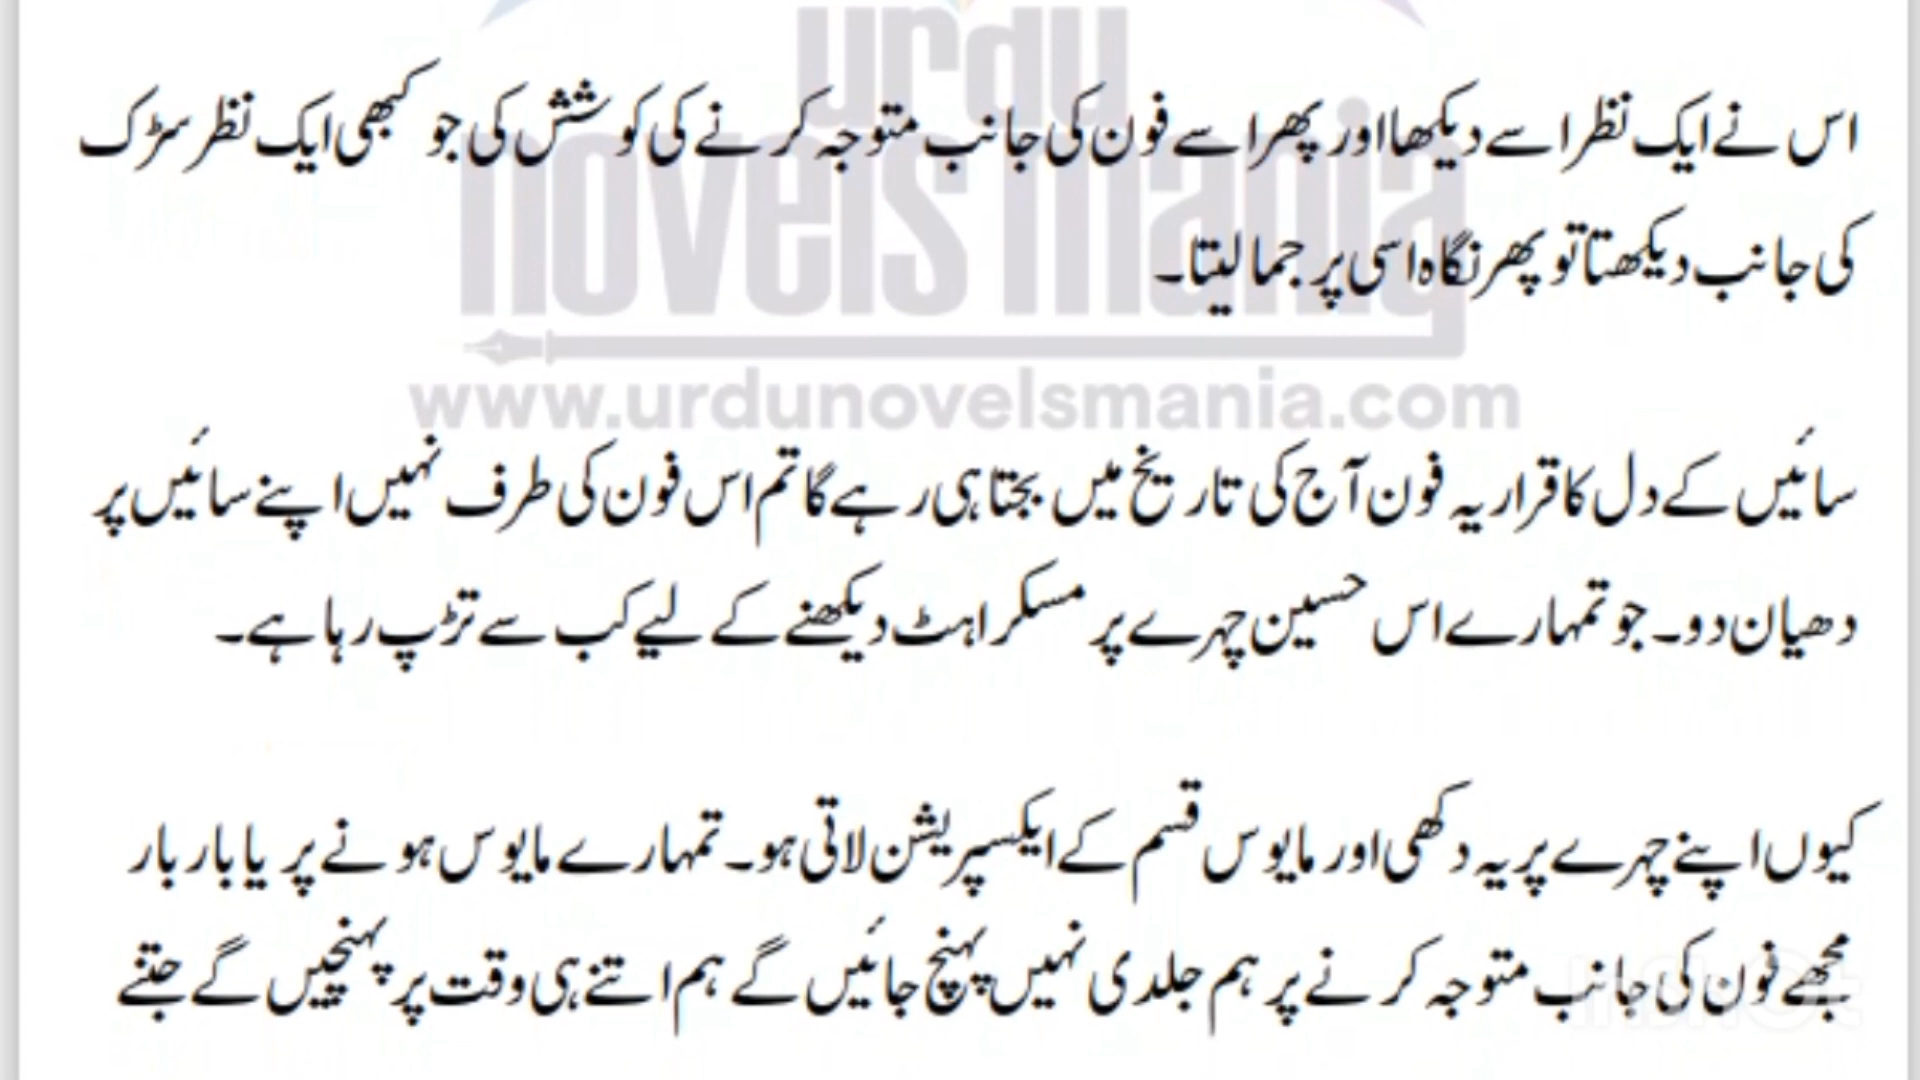 urdu
novels mania
اس نے ایک نظر اسے دیکھا اور پھر اسے فون کی جانب متوجہ کرنے کی کوشش کی جو کبھی ایک نظر سڑک
کی جانب دیکھتا تو پھر نگاہ اسی پر جما لیتا۔
www.urdunovelsmania.com
سائیں کے دل کا قرار یہ فون آج کی تاریخ میں بجتا ہی رہے گا تم اس فون کی طرف نہیں اپنے سائیں پر
دھیان دو۔ جو تمہارے اس حسین چہرے پر مسکراہٹ دیکھنے کے لیے کب سے تڑپ رہا ہے۔
کیوں اپنے چہرے پر یہ دکھی اور مایوس قسم کے ایکسپریشن لاتی ہو۔ تمہارے مایوس ہونے پر یا بار بار
مجھے فون کی جانب متوجہ کرنے پر ہم جلدی نہیں پہنچ جائیں گے ہم اتنے ہی وقت پر پہنچیں گے جتنے
InShOt